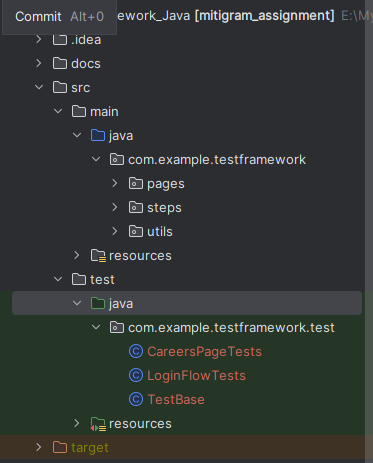 Commit Alt+0
ework_Java [mitigram_assignment] E:\My
.idea
docs
src
main
java
com.example.testframework
pages
steps
utils
resources
test
java
com.example.testframework.test
CareersPageTests
LoginFlowTests
TestBase
resources
target